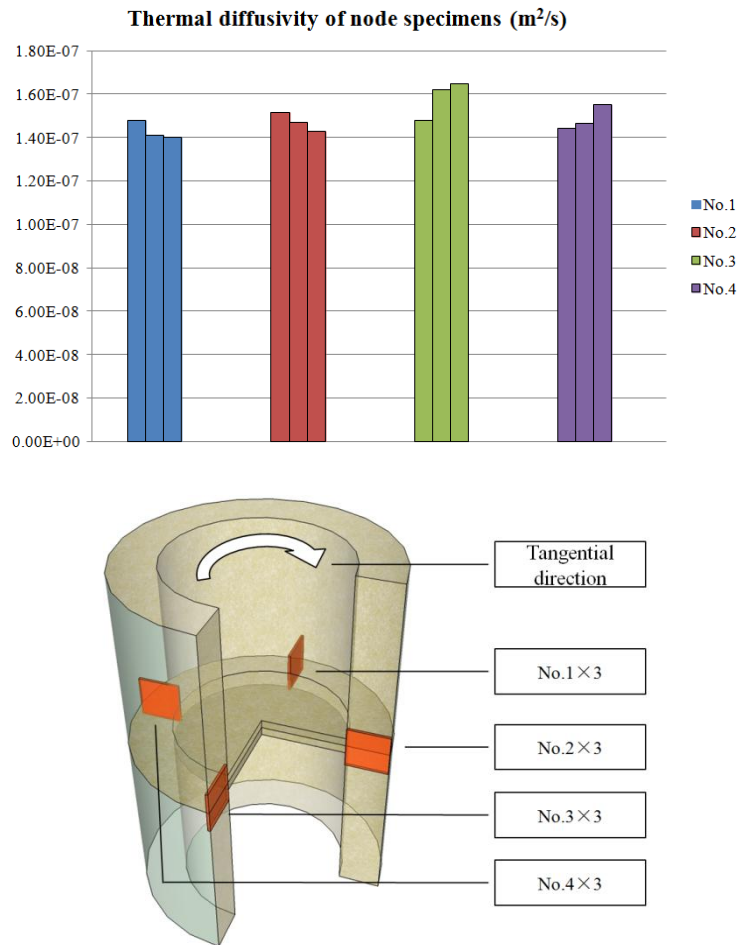 Thermal diffusivity of node specimens (m²/s)
1.80E-07
1.60E-07
1.40E-07
1.20E-07
1.00E-07
8.00E-08
6.00E-08
4.00E-08
2.00E-08
0.00E+00
No.1
No.2
No.3
No.4
Tangential
direction
No.1×3
No.2×3
No.3×3
No.4×3